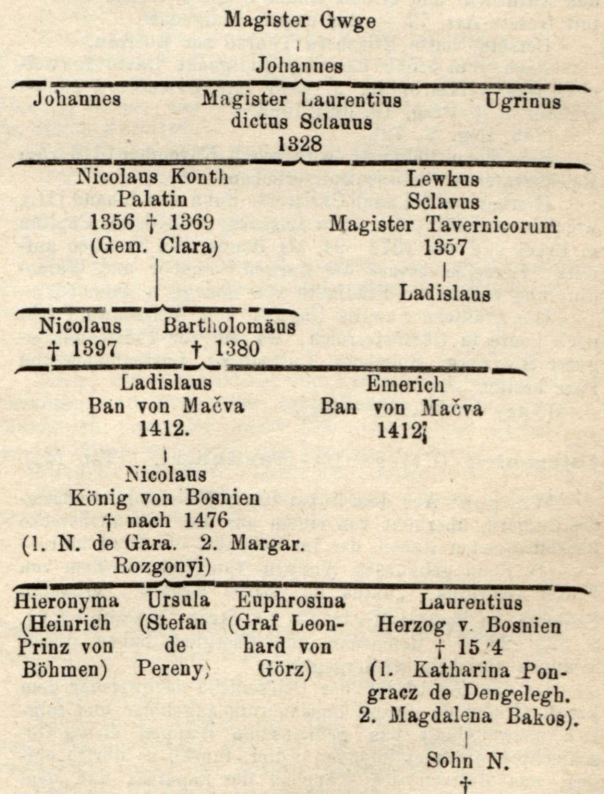 Magister Gwge
Johannes
Johannes Magister Laurentius Ugrinus
dictus Sclauus
1328
Nicolaus Konth Lewkus
Palatin Sclavus
1356 † 1369 Magister Tavernicorum
(Gem. Clara) 1357
Ladislaus
Nicolaus Bartholomäus
† 1397 † 1380
Ladislaus Emerich
Ban von Mačva Ban von Mačva
1412. 1412;
Nicolaus
König von Bosnien
† nach 1476
(1. N. de Gara. 2. Margar.
Rozgonyi)
Hieronyma Ursula Euphrosina Laurentius
(Heinrich (Stefan (Graf Leon- Herzog v. Bosnien
Prinz von de hard von † 15 4
Böhmen) Pereny) Görz) (1. Katharina Pon-
gracz de Dengelegh.
2. Magdalena Bakos).
Sohn N.
†